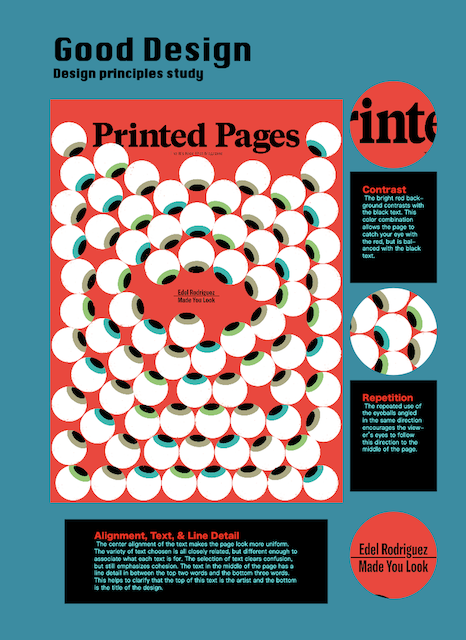 Good Design
Design principles study
Printed Pages
rinte
Contrast
The bright red back-
ground contrasts with
the black text. This
color combination
allows the page to
catch your eye with
the red, but is bal-
anced with the black
text.
Edel Rodriguez
Made You Look
Repetition
The repeated use of
the eyeballs angled
in the same direction
encourages the view-
er's eyes to follow
this direction to the
middle of the page.
Alignment, Text, & Line Detail
The center alignment of the text makes the page look more uniform.
The variety of text choosen is all closely related, but different enough to
associate what each text is for. The selection of text clears confusion,
but still emphasizes cohesion. The text in the middle of the page has a
line detail in between the top two words and the bottom three words.
This helps to clarify that the top of this text is the artist and the bottom
is the title of the design.
Edel Rodriguez
Made You Look